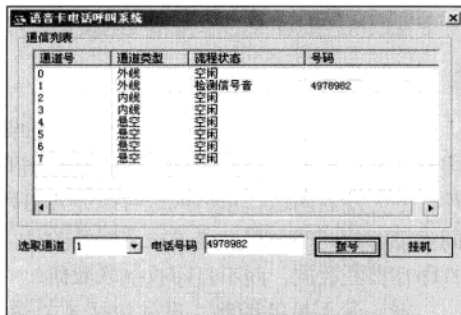 语音卡电话呼叫系统
通信列表
通道号 通道类型 流程状态 号码
0 外线 空闲
1 外线 检测信号音 4978982
2 内线 空闲
3 内线 空闲
4 悬空 空闲
5 悬空 空闲
6 悬空 空闲
7 悬空 空闲
选取通道 1 电话号码 4978982 拨号 挂机